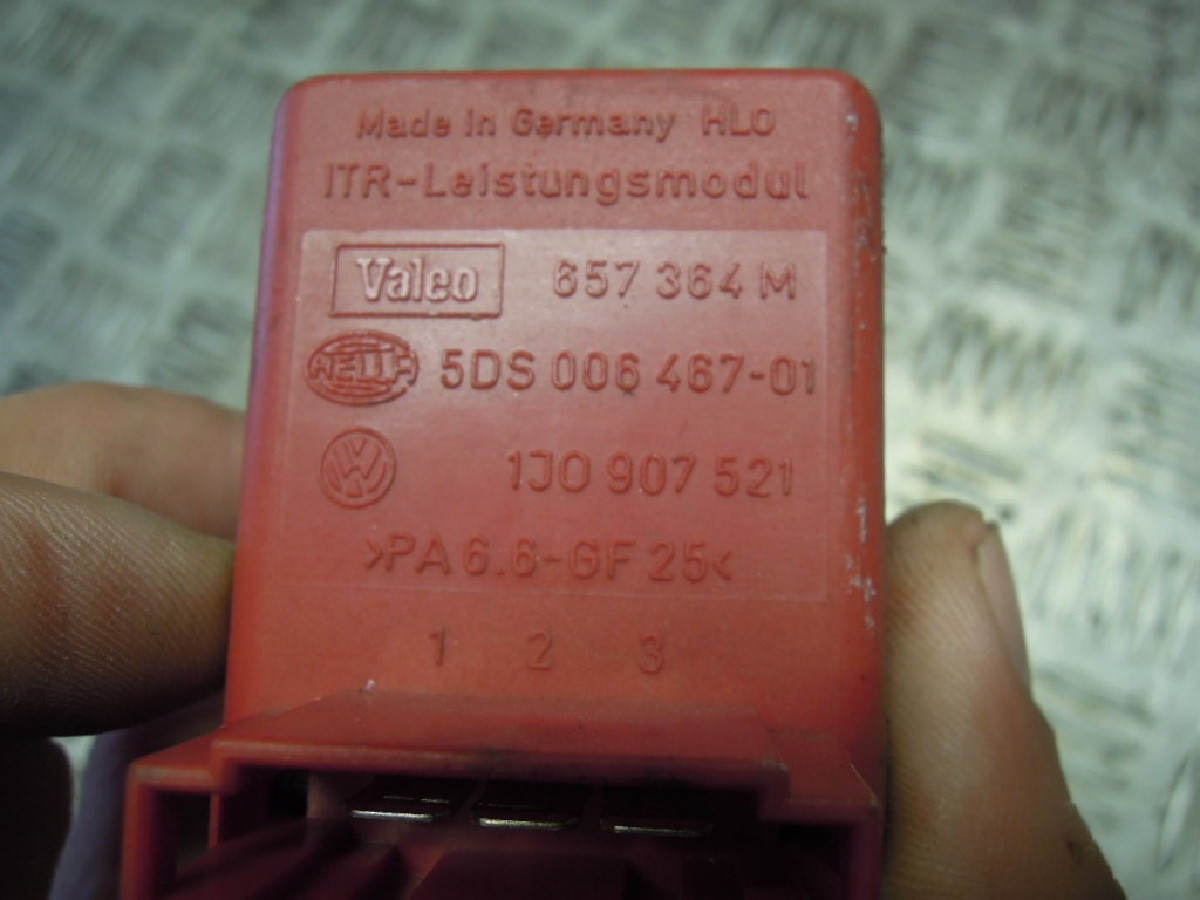 Made in Germany HLO
ITR-Leistungsmodul
Valeo 657 364 M
HELLA 5DS 006 467-01
VW 1J0 907 521
>PA 6.6-GF 25<
1 2 3